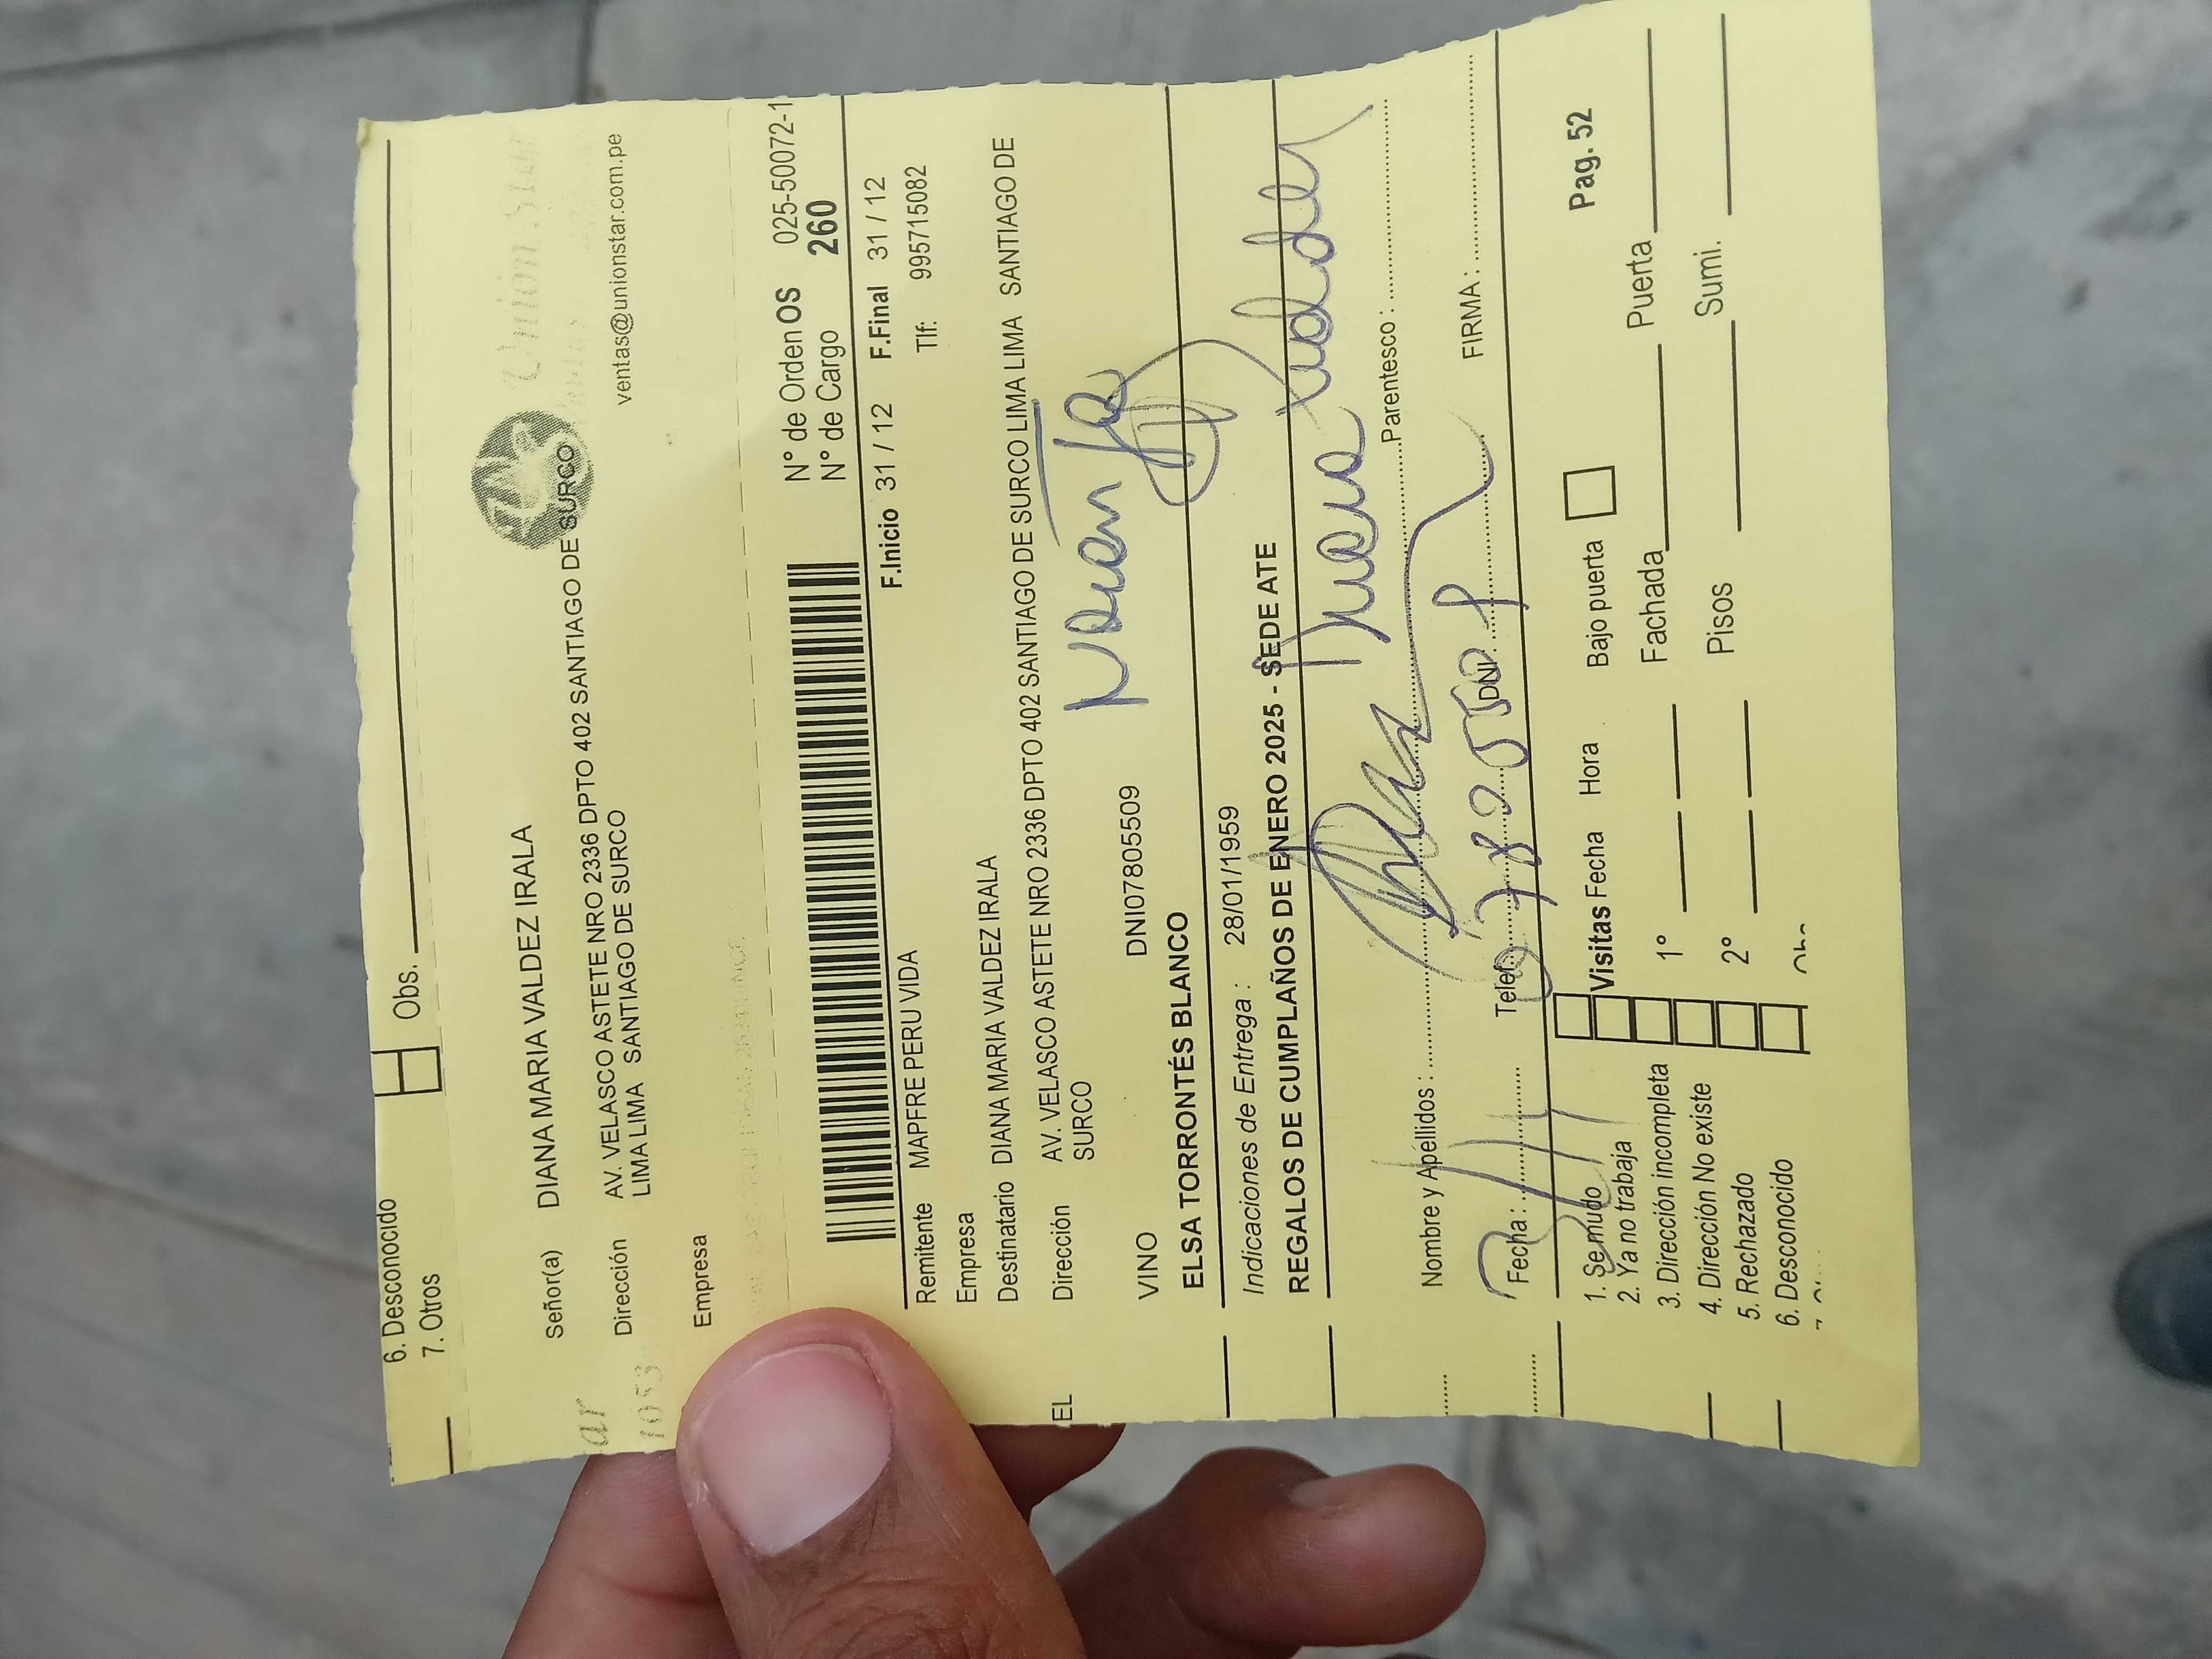 6. Desconocido
7. Otros
Obs.
Unión Star
ventas@unionstar.com.pe
Señor(a) DIANA MARIA VALDEZ IRALA
Dirección AV. VELASCO ASTETE NRO 2336 DPTO 402 SANTIAGO DE SURCO
LIMA LIMA SANTIAGO DE SURCO
Empresa
N° de Orden OS 025-50072-1
N° de Cargo 260
F.Inicio 31 / 12 F.Final 31 / 12
Remitente MAPFRE PERU VIDA Tlf: 995715082
Empresa
Destinatario DIANA MARIA VALDEZ IRALA
Dirección AV. VELASCO ASTETE NRO 2336 DPTO 402 SANTIAGO DE SURCO LIMA LIMA SANTIAGO DE
SURCO
EL
VINO DNI07805509
ELSA TORRONTÉS BLANCO
Indicaciones de Entrega : 28/01/1959
REGALOS DE CUMPLAÑOS DE ENERO 2025 - SEDE ATE
Nombre y Apéllidos : Parentesco :
Fecha : Telef. DNI FIRMA :
1. Se mudo
2. Ya no trabaja
3. Dirección incompleta
4. Dirección No existe
5. Rechazado
6. Desconocido
Visitas Fecha Hora Bajo puerta Pag. 52
1° Fachada Puerta
2° Pisos Sumi.